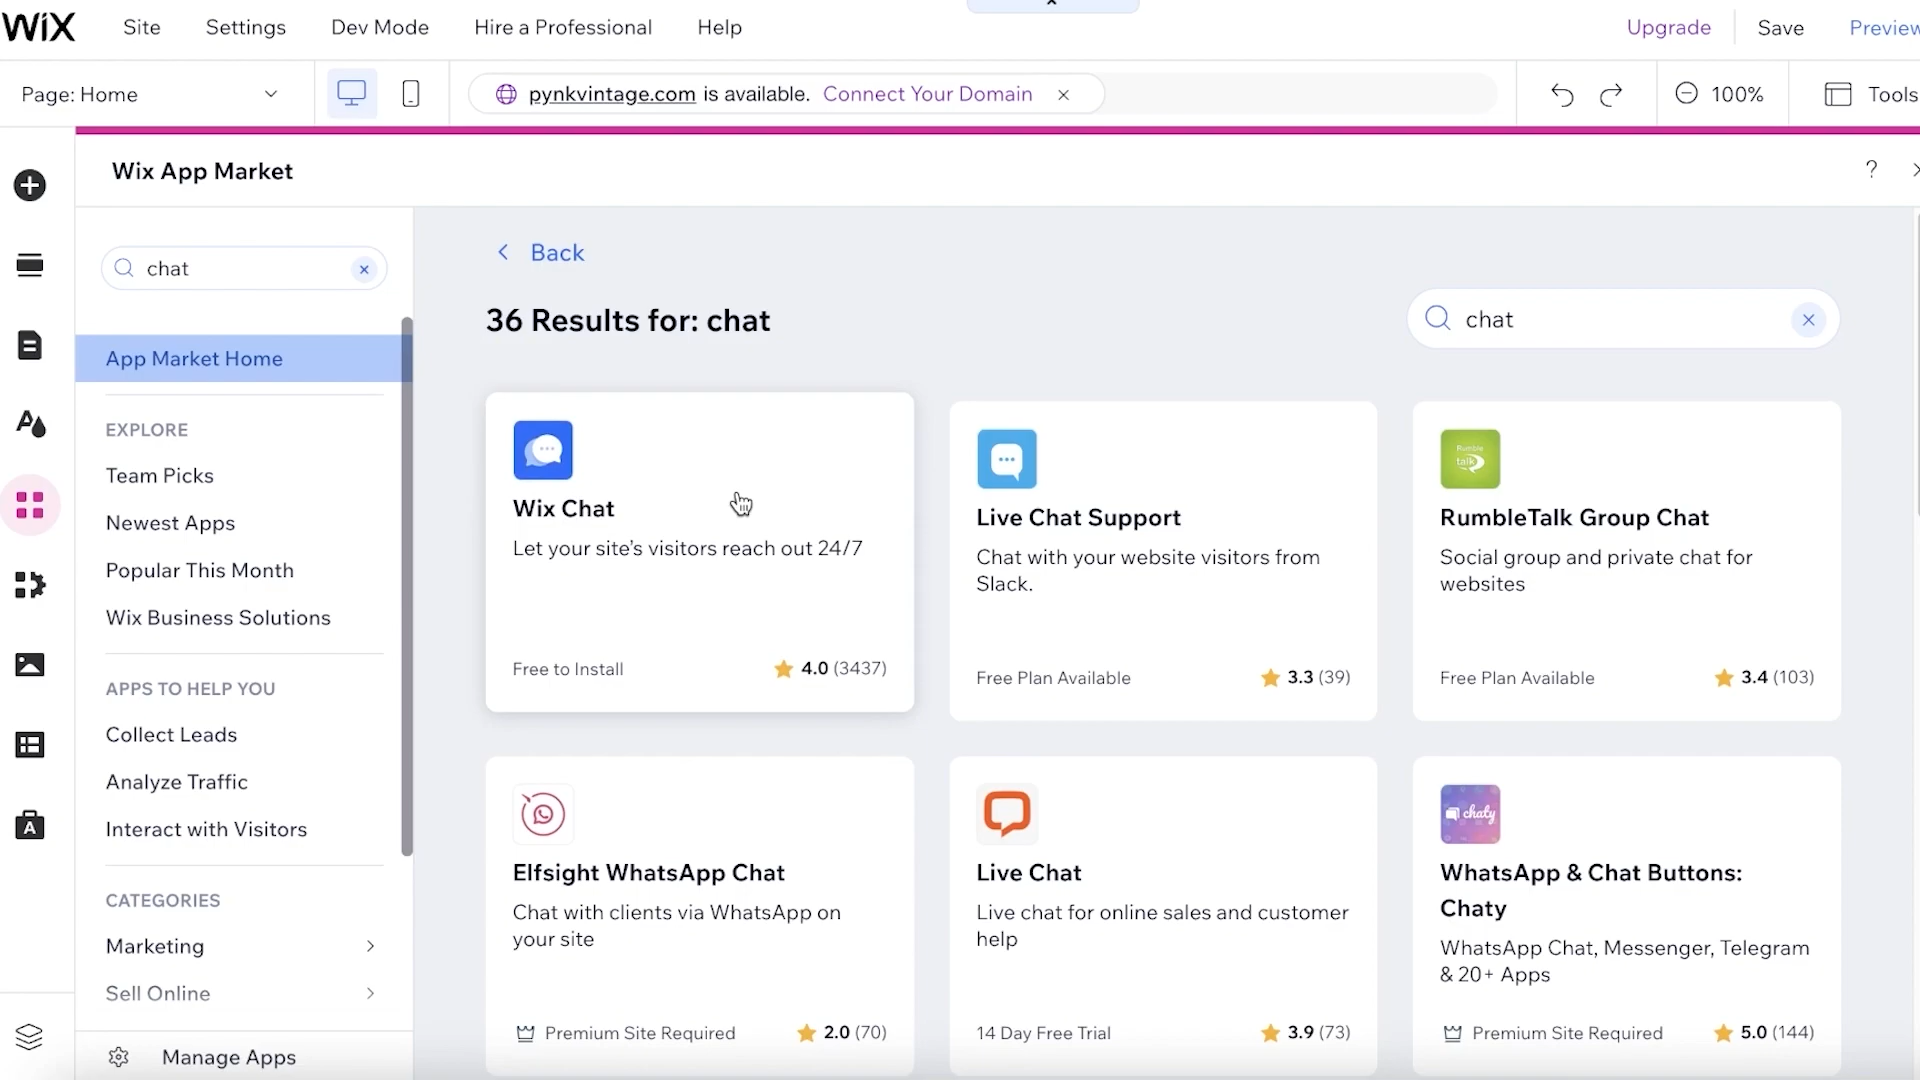 WiX
Site
Settings
Dev Mode
Hire a Professional
Help
Upgrade
Save
Preview
Page: Home
pynkvintage.com is available. Connect Your Domain
100%
Tools
Wix App Market
?
chat
App Market Home
EXPLORE
Team Picks
Newest Apps
Popular This Month
Wix Business Solutions
APPS TO HELP YOU
Collect Leads
Analyze Traffic
Interact with Visitors
CATEGORIES
Marketing
Sell Online
Manage Apps
Back
36 Results for: chat
chat
Wix Chat
Let your site's visitors reach out 24/7
Free to Install
4.0 (3437)
Live Chat Support
Chat with your website visitors from
Slack.
Free Plan Available
3.3 (39)
Rumble
talk
RumbleTalk Group Chat
Social group and private chat for
websites
Free Plan Available
3.4 (103)
Elfsight WhatsApp Chat
Chat with clients via WhatsApp on
your site
Premium Site Required
2.0 (70)
Live Chat
Live chat for online sales and customer
help
14 Day Free Trial
3.9 (73)
chaty
WhatsApp & Chat Buttons:
Chaty
WhatsApp Chat, Messenger, Telegram
& 20+ Apps
Premium Site Required
5.0 (144)